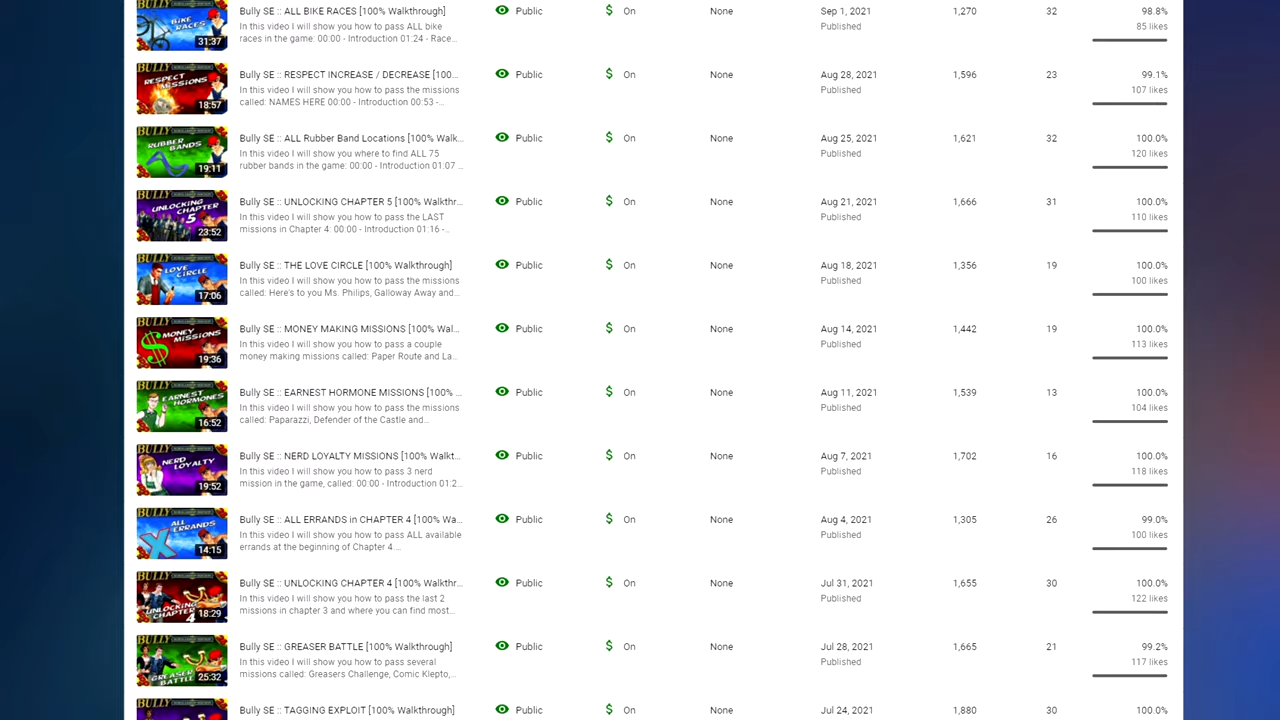 Bully SE :: ALL BIKE RACES [100% Walkthrough] Public On None Sep 1, 2021 1,270 32 98.8%
In this video I will show you how to pass ALL bike Published 85 likes
races in the game: 00:00 - Introduction 01:24 - Race...
BIKE RACES 31:37
Bully SE :: RESPECT Public On None Aug 28, 2021 1,596 99.1%
In this video I will show you how to pass the missions Published 107 likes
called: NAMES HERE 00:00 - Introduction 00:53 -...
BULLY RESPECT MISSIONS 18:57
Bully SE :: ALL Rubber Band Locations [100% Walk... Public On None Aug 25, 2021 1,621 100.0%
In this video I will show you where to find ALL 75 Published 120 likes
rubber band in the game: 00:00 - Introduction 01:07 ...
BULLY RUBBER BANDS 19:11
Bully SE :: UNLOCKING CHAPTER 5 [100% Walkthr... Public On None Aug 21, 2021 1,666 31 100.0%
In this video I will show you how to pass the LAST Published 110 likes
missions in Chapter 4: 00:00 - Introduction 01:16 -...
BULLY UNLOCKING CHAPTER 5 23:52
Bully SE :: THE LOVE CIRCLE [100% Walkthrough] Public On None Aug 18, 2021 1,356 18 100.0%
In this video I will show you how to pass the missions Published 100 likes
called. Here's to you Ms. Philips, Galloway Away and...
BULLY LOVE CIRCLE 17:06
Bully SE :: MONEY MAKING MISSIONS [100% Wal... Public On None Aug 14, 2021 1,442 19 100.0%
In this video I will show you how to pass a couple Published 113 likes
money making missions called: Paper Route and La...
BULLY MONEY MISSIONS 19:36
Bully SE :: EARNEST HORMONE MISSIONS [100% ... Public On None Aug 11, 2021 1,539 100.0%
In this video I will show you how to pass the missions Published 104 likes
called: Paparazzi, Defender of the Castle and...
BULLY EARNEST HORMONES 16:52
Bully SE :: NERD LOYALTY MISSIONS [100% Walkt... Public On None Aug 7, 2021 1,702 16 100.0%
In this video I will show you how to pass 3 nerd Published 118 likes
mission in the game, called: 00:00 - Introduction 01:2...
BULLY NERD LOYALTY 19:52
Bully SE :: ALL ERRANDS IN CHAPTER 4 [100% Wa... Public On None Aug 4, 2021 1,305 26 99.0%
In this video I will show you how to pass ALL available Published 100 likes
errands at the beginning of Chapter 4....
BULLY ALL ERRANDS 14:15
Bully SE :: UNLOCKING CHAPTER 4 [100% Walkthr... Public On None Jul 31, 2021 1,655 30 100.0%
In this video I will show you how to pass the last 2 Published 122 likes
missions in chapter 3 and where you can find most...
BULLY UNLOCKING CHAPTER 4 18:29
Bully SE :: GREASER BATTLE [100% Walkthrough] Public On None Jul 28, 2021 1,665 21 99.2%
In this video I will show you how to pass several Published 117 likes
missions called: Comic Klepto,...
BULLY GREASER BATTLE 25:32
Bully SE :: TAGGING EXPERT [100% Walkthrough] Public On None Jul 24, 2021 1,880 30 100.0%
BULLY